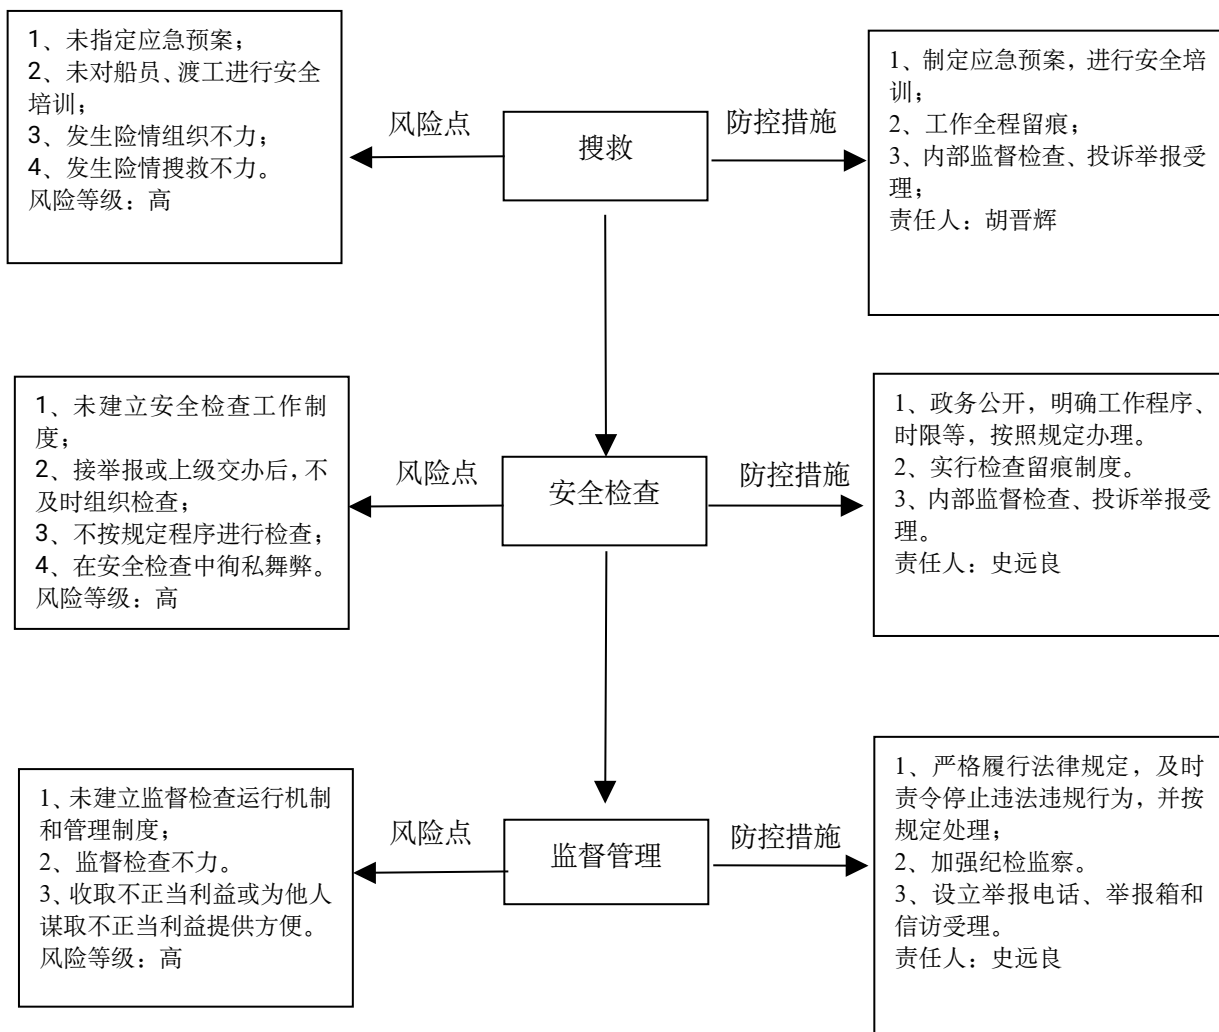 1、未指定应急预案；
2、未对船员、渡工进行安全
培训；
3、发生险情组织不力；
4、发生险情搜救不力。
风险等级：高
风险点
搜救
防控措施
1、制定应急预案，进行安全培
训；
2、工作全程留痕；
3、内部监督检查、投诉举报受
理；
责任人：胡晋辉
1、未建立安全检查工作制
度；
2、接举报或上级交办后，不
及时组织检查；
3、不按规定程序进行检查；
4、在安全检查中徇私舞弊。
风险等级：高
风险点
安全检查
防控措施
1、政务公开，明确工作程序、
时限等，按照规定办理。
2、实行检查留痕制度。
3、内部监督检查、投诉举报受
理。
责任人：史远良
1、未建立监督检查运行机制
和管理制度；
2、监督检查不力。
3、收取不正当利益或为他人
谋取不正当利益提供方便。
风险等级：高
风险点
监督管理
防控措施
1、严格履行法律规定，及时
责令停止违法违规行为，并按
规定处理；
2、加强纪检监察。
3、设立举报电话、举报箱和
信访受理。
责任人：史远良